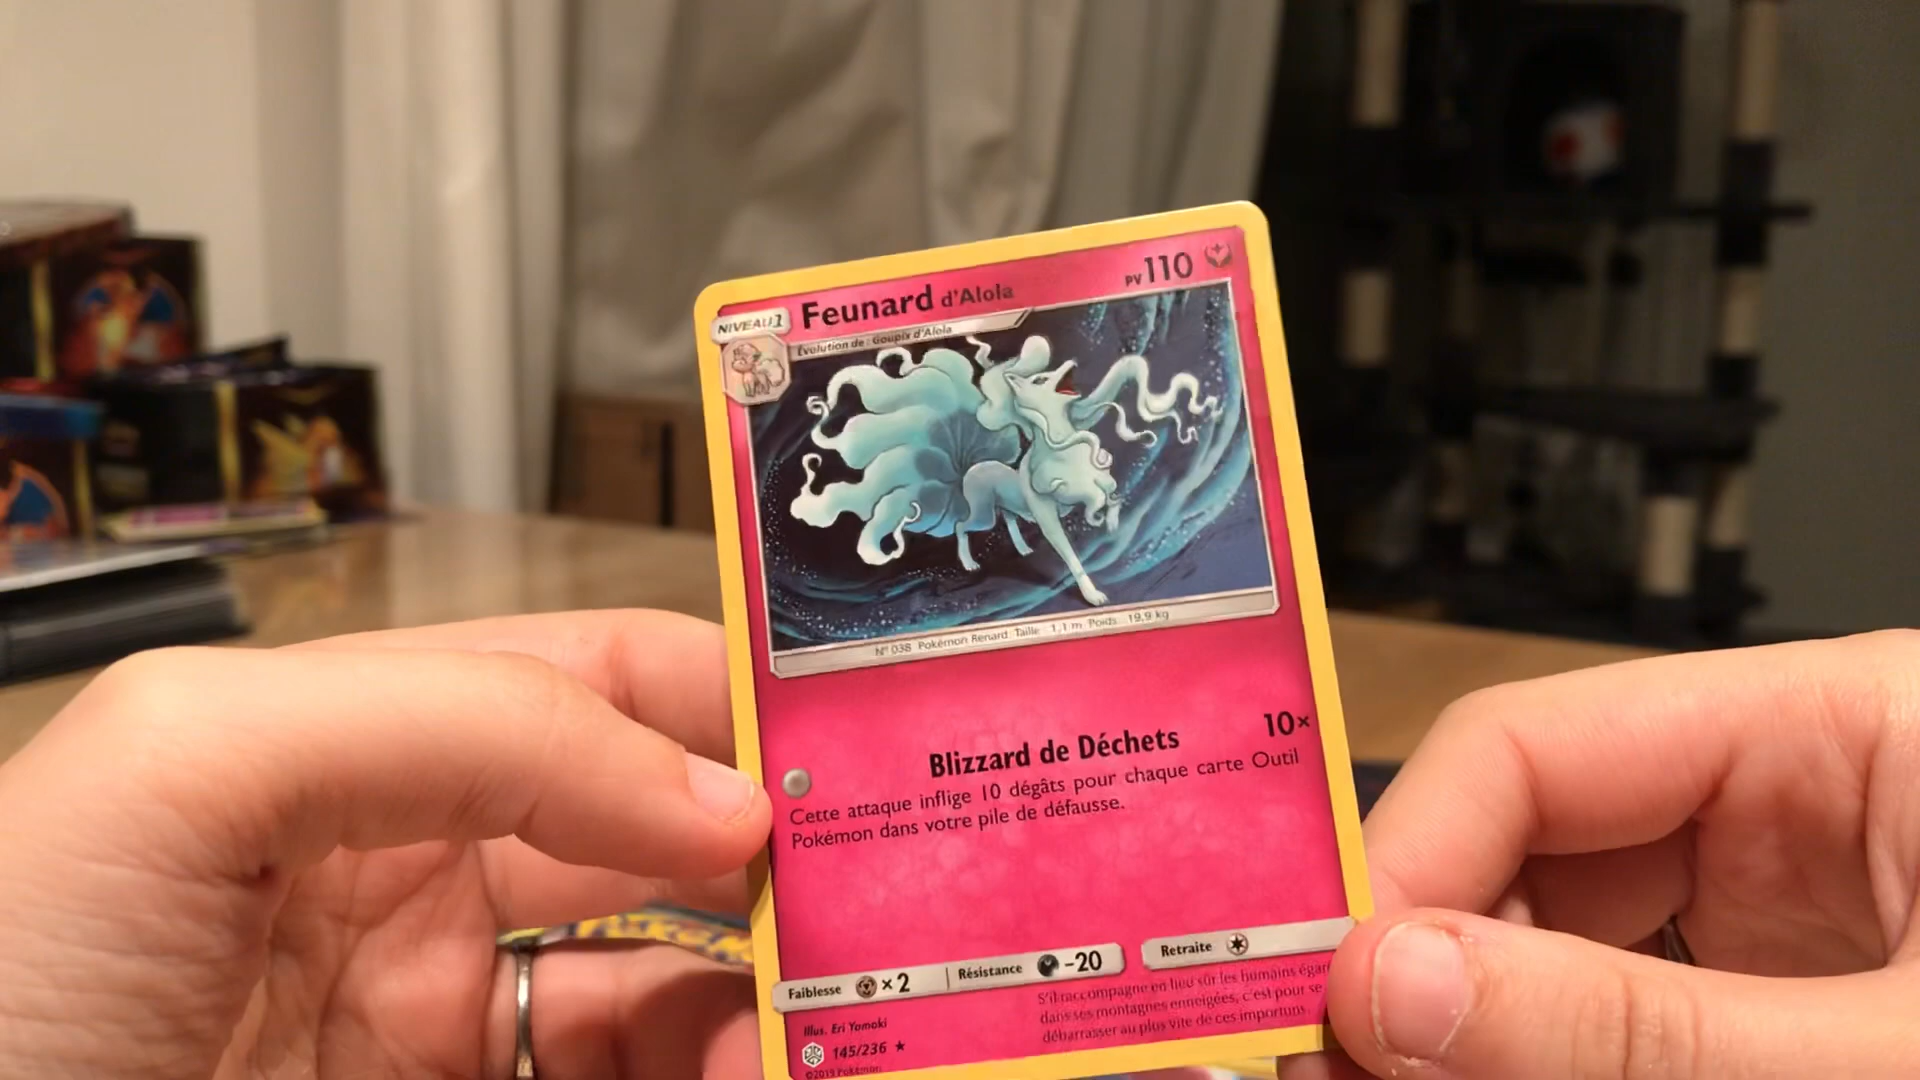 NIVEAU 1
Feunard d'Alola
PV 110
Évolution de : Goupix d'Alola
N° 038 Pokémon Renard Taille : 1,1 m Poids : 19,9 kg
Blizzard de Déchets 10×
Cette attaque inflige 10 dégâts pour chaque carte Outil
Pokémon dans votre pile de défausse.
Faiblesse ×2 Résistance -20 Retraite
S'il raccompagne en lieu sûr les humains égar
dans ses montagnes enneigées, c'est pour se
débarrasser au plus vite de ces importuns.
Illus. Eri Yamaki
145/236 ★
©2019 Pokémon
POKéMON